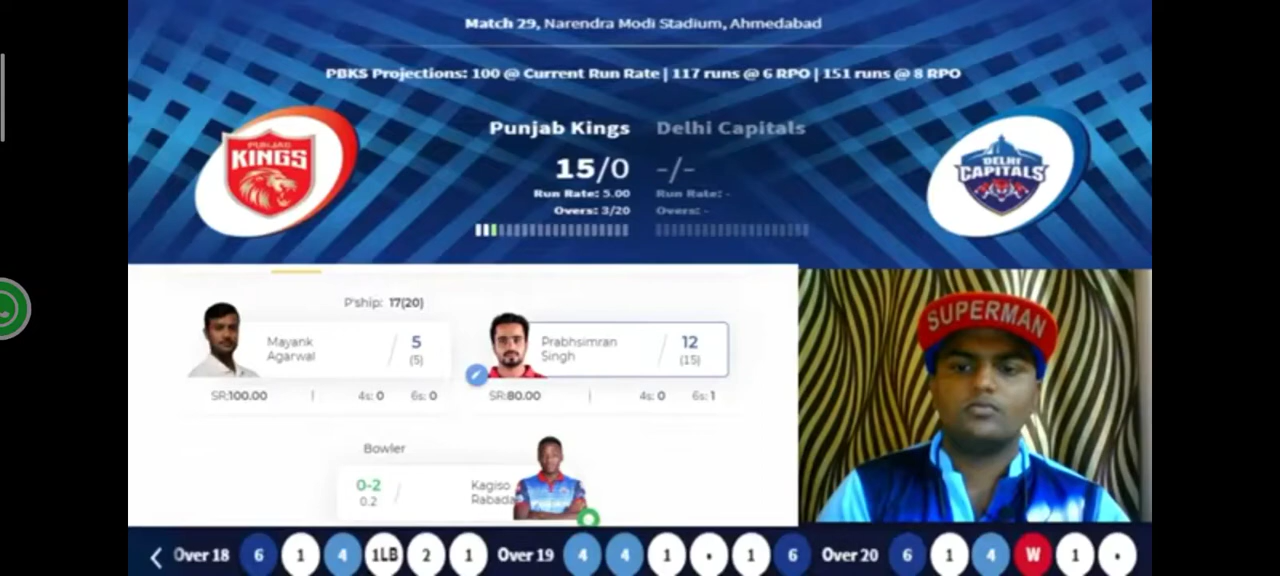 Match 29, Narendra Modi Stadium, Ahmedabad
PBKS Projections: 100 @ Current Run Rate | 117 runs @ 6 RPO | 151 runs @ 8 RPO
Punjab Kings Delhi Capitals
PUNJAB
KINGS
DELHI
CAPITALS
15/0 -/-
Run Rate: 5.00 Run Rate: -
Overs: 3/20 Overs: -
P'ship: 17(20)
Mayank
Agarwal
5
(5)
Prabhsimran
Singh
12
(15)
SR:100.00 | 4s: 0 6s: 0
SR:80.00 | 4s: 0 6s: 1
Bowler
0-2
0.2
Kagiso
Rabada
SUPERMAN
Over 18 6 1 4 1LB 2 1 Over 19 4 4 1 • 1 6 Over 20 6 1 4 W 1 •